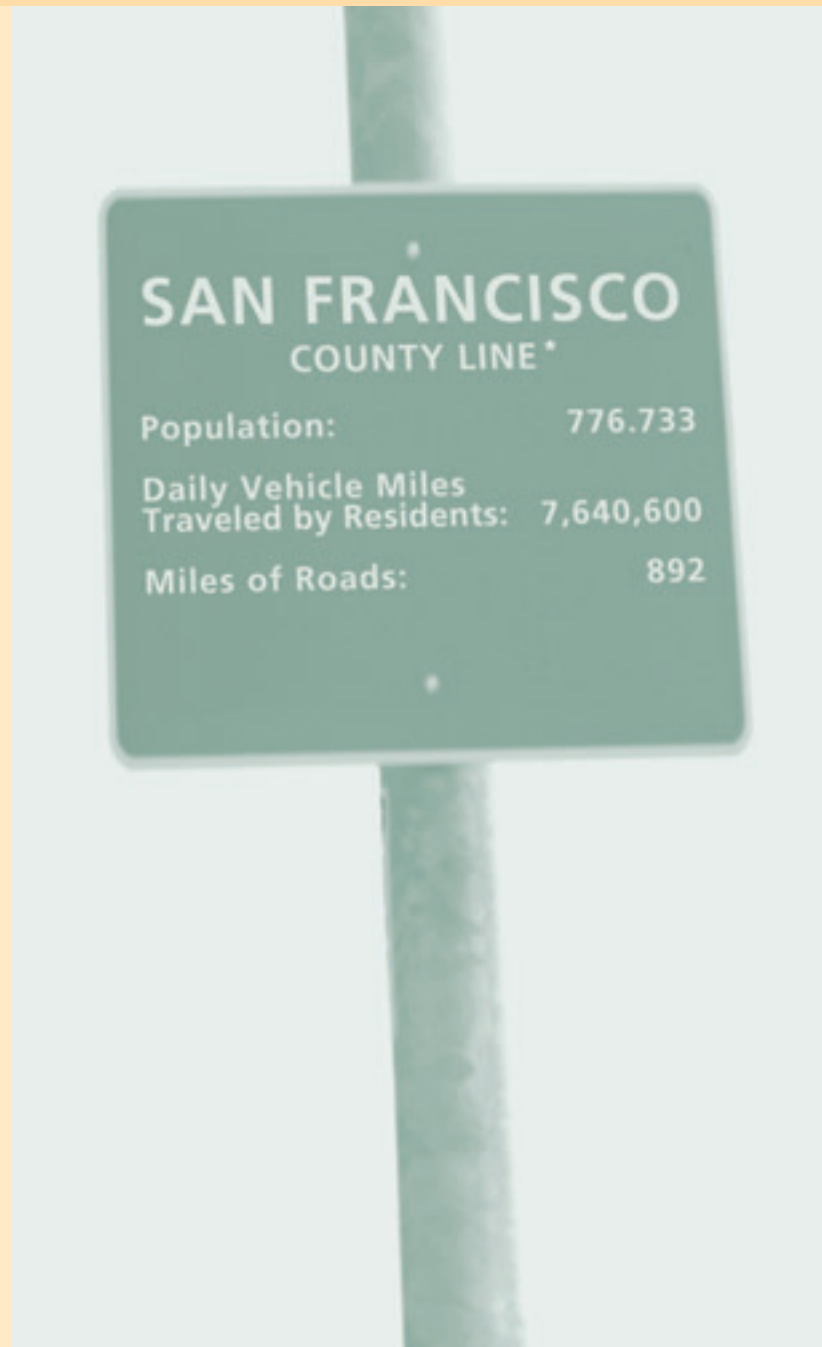 SAN FRANCISCO
COUNTY LINE*
Population: 776.733
Daily Vehicle Miles
Traveled by Residents: 7,640,600
Miles of Roads: 892